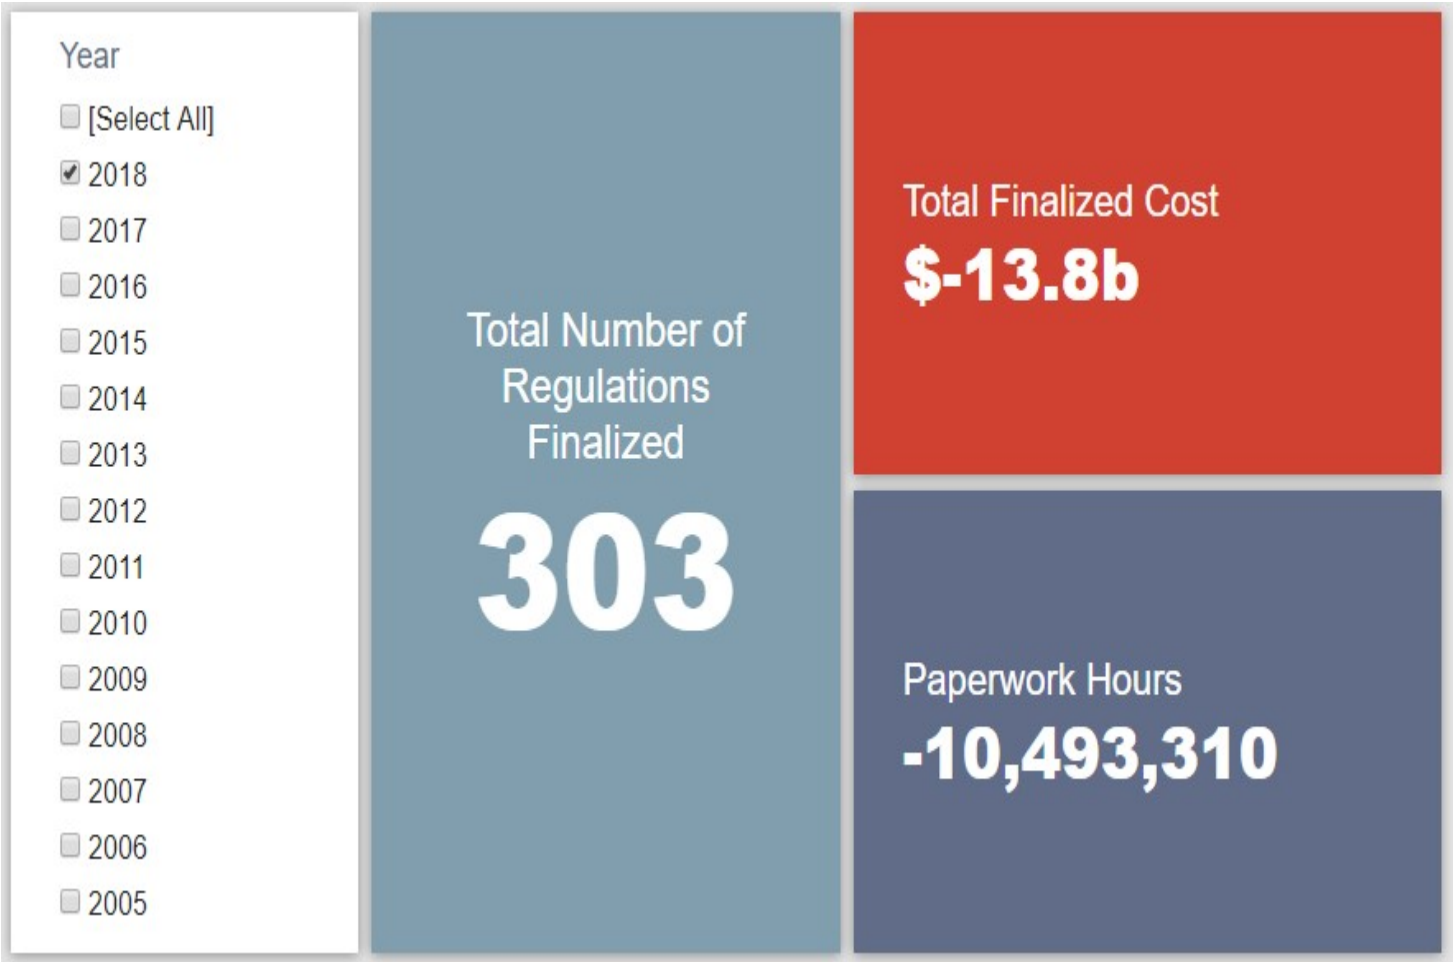 Year
[Select All]
2018
2017
2016
2015
2014
2013
2012
2011
2010
2009
2008
2007
2006
2005
Total Number of
Regulations
Finalized
303
Total Finalized Cost
$-13.8b
Paperwork Hours
-10,493,310